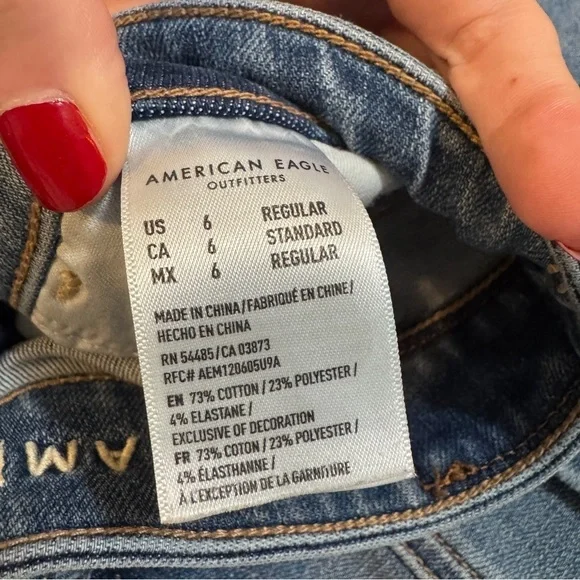 AMERICAN EAGLE
OUTFITTERS
US 6 REGULAR
CA 6 STANDARD
MX 6 REGULAR
MADE IN CHINA/FABRIQUÉ EN CHINE/
HECHO EN CHINA
RN 54485/CA 03873
RFC# AEM120605U9A
EN 73% COTTON / 23% POLYESTER /
4% ELASTANE /
EXCLUSIVE OF DECORATION
FR 73% COTON / 23% POLYESTER /
4% ÉLASTHANNE /
À L'EXCEPTION DE LA GARNITURE
AM